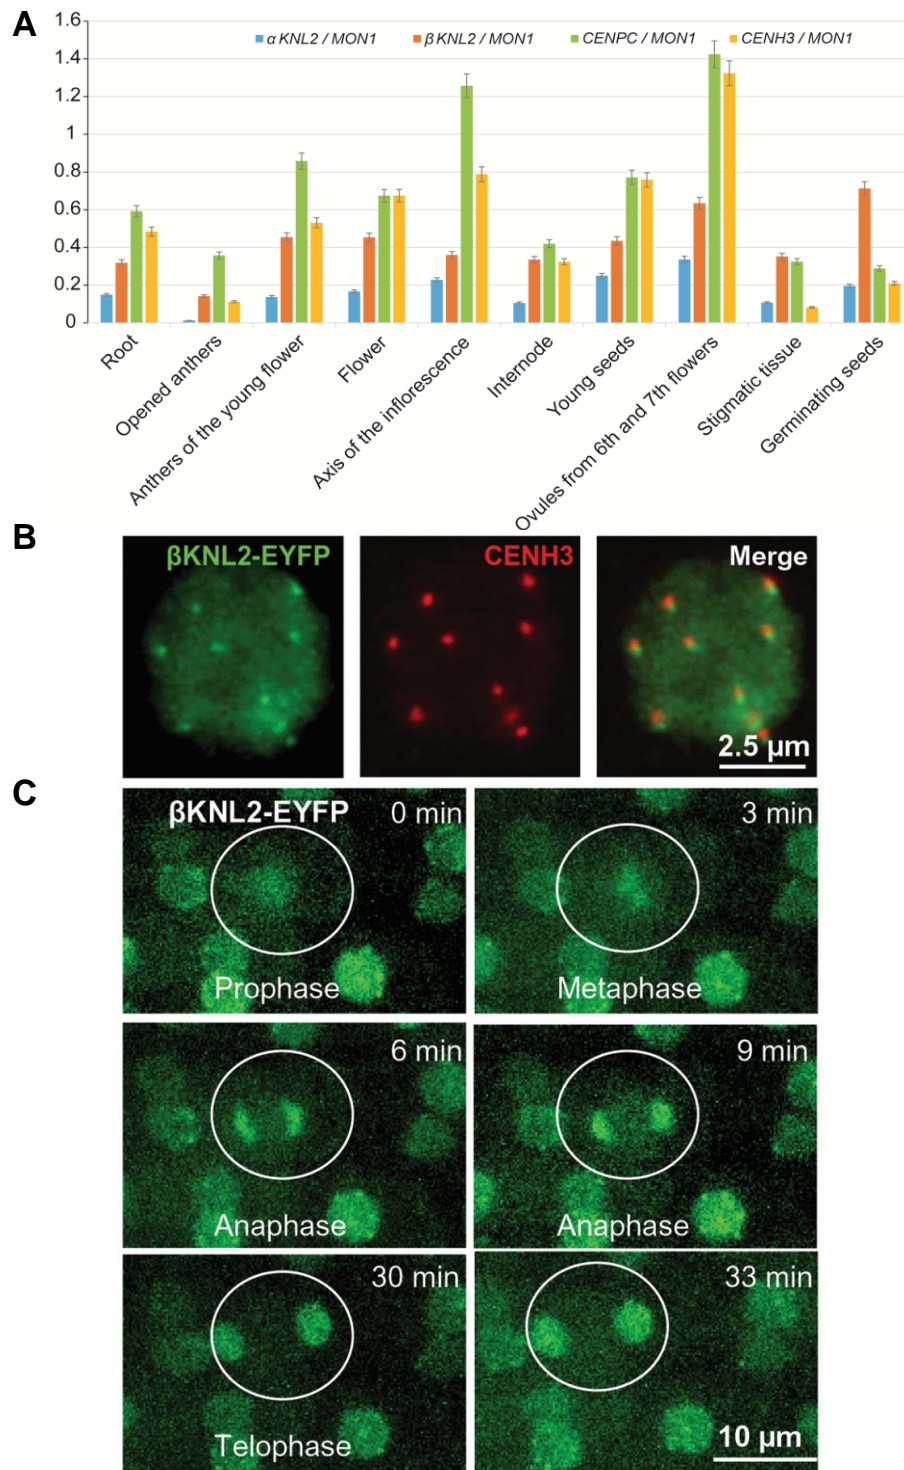 A
1.6
α KNL2 / MON1 β KNL2 / MON1 CENPC / MON1 CENH3 / MON1
1.4
1.2
1
0.8
0.6
0.4
0.2
0
Root
Opened anthers
Anthers of the young flower
Flower
Axis of the inflorescence
Internode
Young seeds
Ovules from 6th and 7th flowers
Stigmatic tissue
Germinating seeds
B
βKNL2-EYFP
CENH3
Merge
2.5 µm
C
βKNL2-EYFP 0 min
Prophase
3 min
Metaphase
6 min
Anaphase
9 min
Anaphase
30 min
Telophase
33 min
10 µm